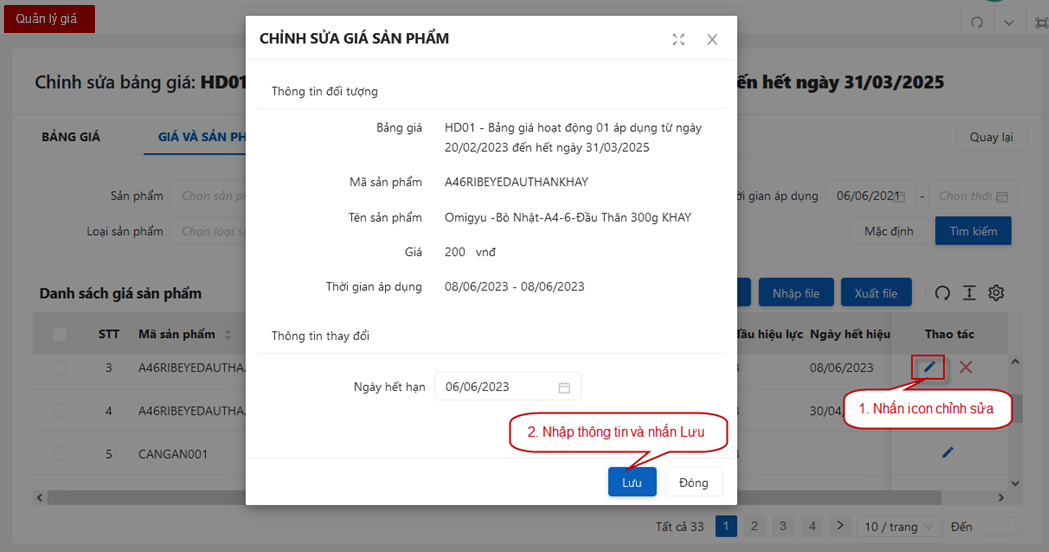 Quản lý giá
CHỈNH SỬA GIÁ SẢN PHẨM
Chỉnh sửa bảng giá: HD01
ến hết ngày 31/03/2025
Thông tin đối tượng
BẢNG GIÁ
GIÁ VÀ SẢN PH
Quay lại
Bảng giá
HD01 - Bảng giá hoạt động 01 áp dụng từ ngày
20/02/2023 đến hết ngày 31/03/2025
Sản phẩm
Chọn sản ph
Mã sản phẩm
A46RIBEYEDAUTHANKHAY
ời gian áp dụng
06/06/2021
-
Chọn thời
Tên sản phẩm
Omigyu -Bò Nhật-A4-6-Đầu Thăn 300g KHAY
Loại sản phẩm
Chọn loại s
Mặc định
Tìm kiếm
Giá
200 vnđ
Thời gian áp dụng
08/06/2023 - 08/06/2023
Danh sách giá sản phẩm
Nhập file
Xuất file
Thông tin thay đổi
STT
Mã sản phẩm
ầu hiệu lực
Ngày hết hiệu
Thao tác
3
A46RIBEYEDAUTHA
08/06/2023
Ngày hết hạn
06/06/2023
1. Nhấn icon chỉnh sửa
4
A46RIBEYEDAUTHA
30/04
2. Nhập thông tin và nhấn Lưu
5
CANGAN001
Lưu
Đóng
Tất cả 33
1
2
3
4
10 / trang
Đến